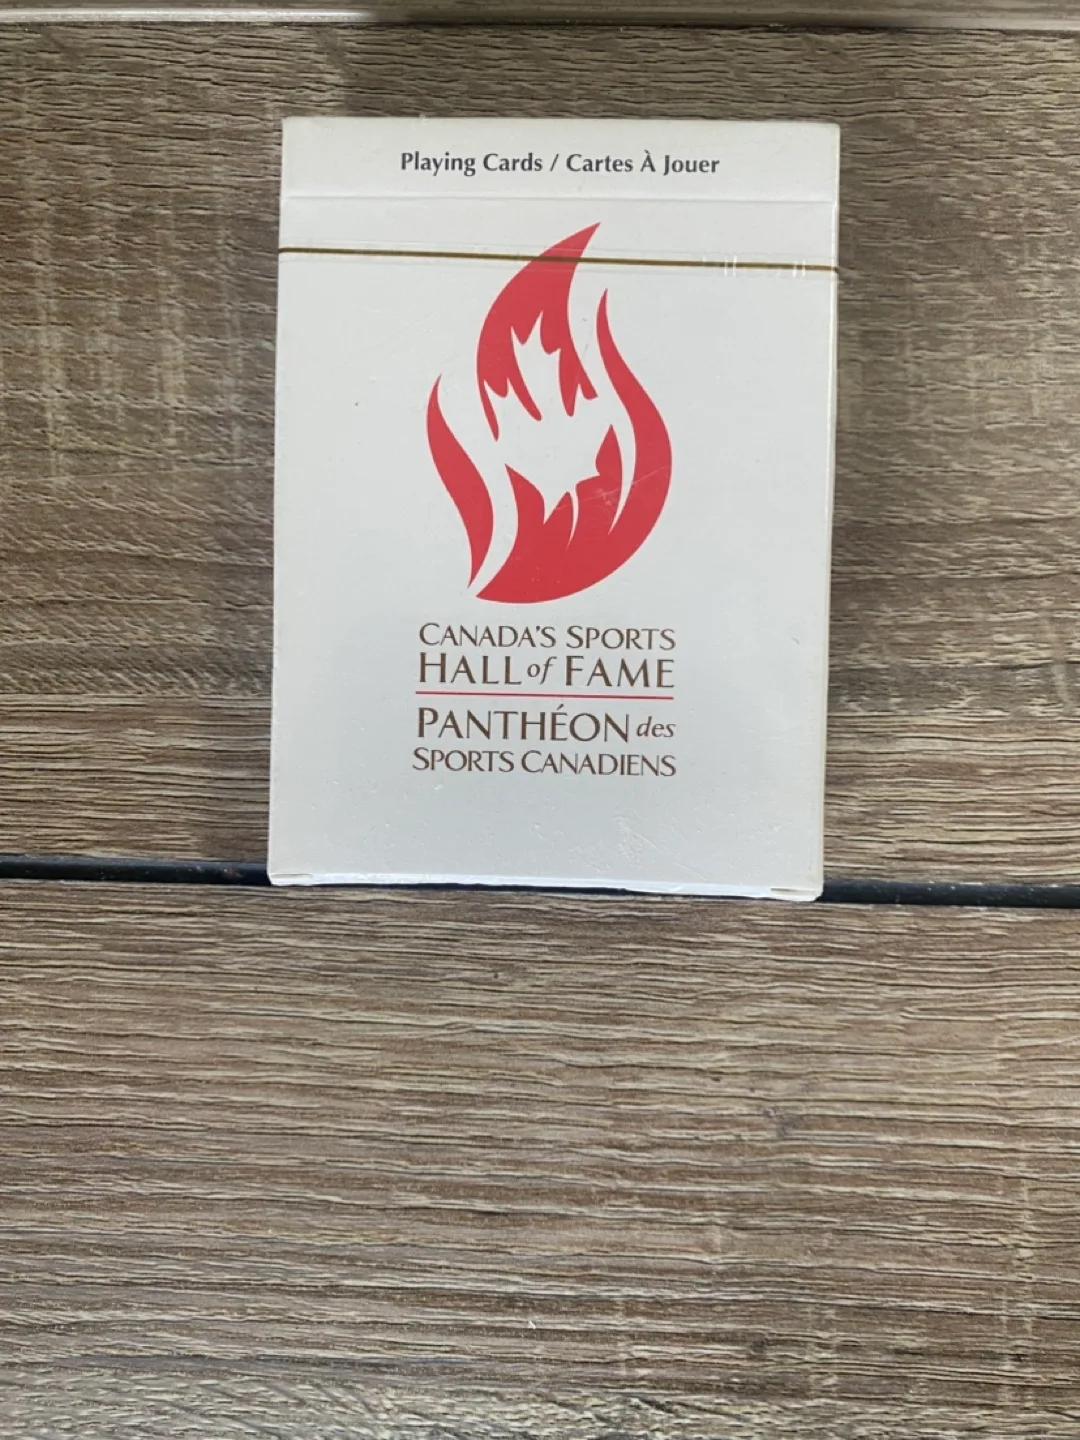 Playing Cards / Cartes À Jouer
CANADA'S SPORTS
HALL of FAME
PANTHÉON des
SPORTS CANADIENS